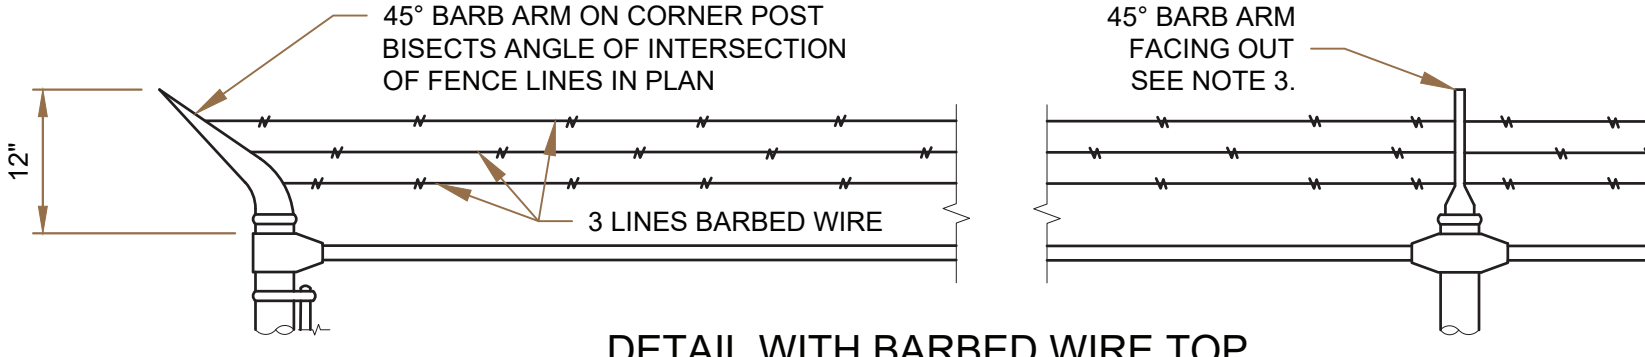 45° BARB ARM ON CORNER POST
BISECTS ANGLE OF INTERSECTION
OF FENCE LINES IN PLAN
45° BARB ARM
FACING OUT
SEE NOTE 3.
12"
3 LINES BARBED WIRE
DETAIL WITH BARBED WIRE TOP